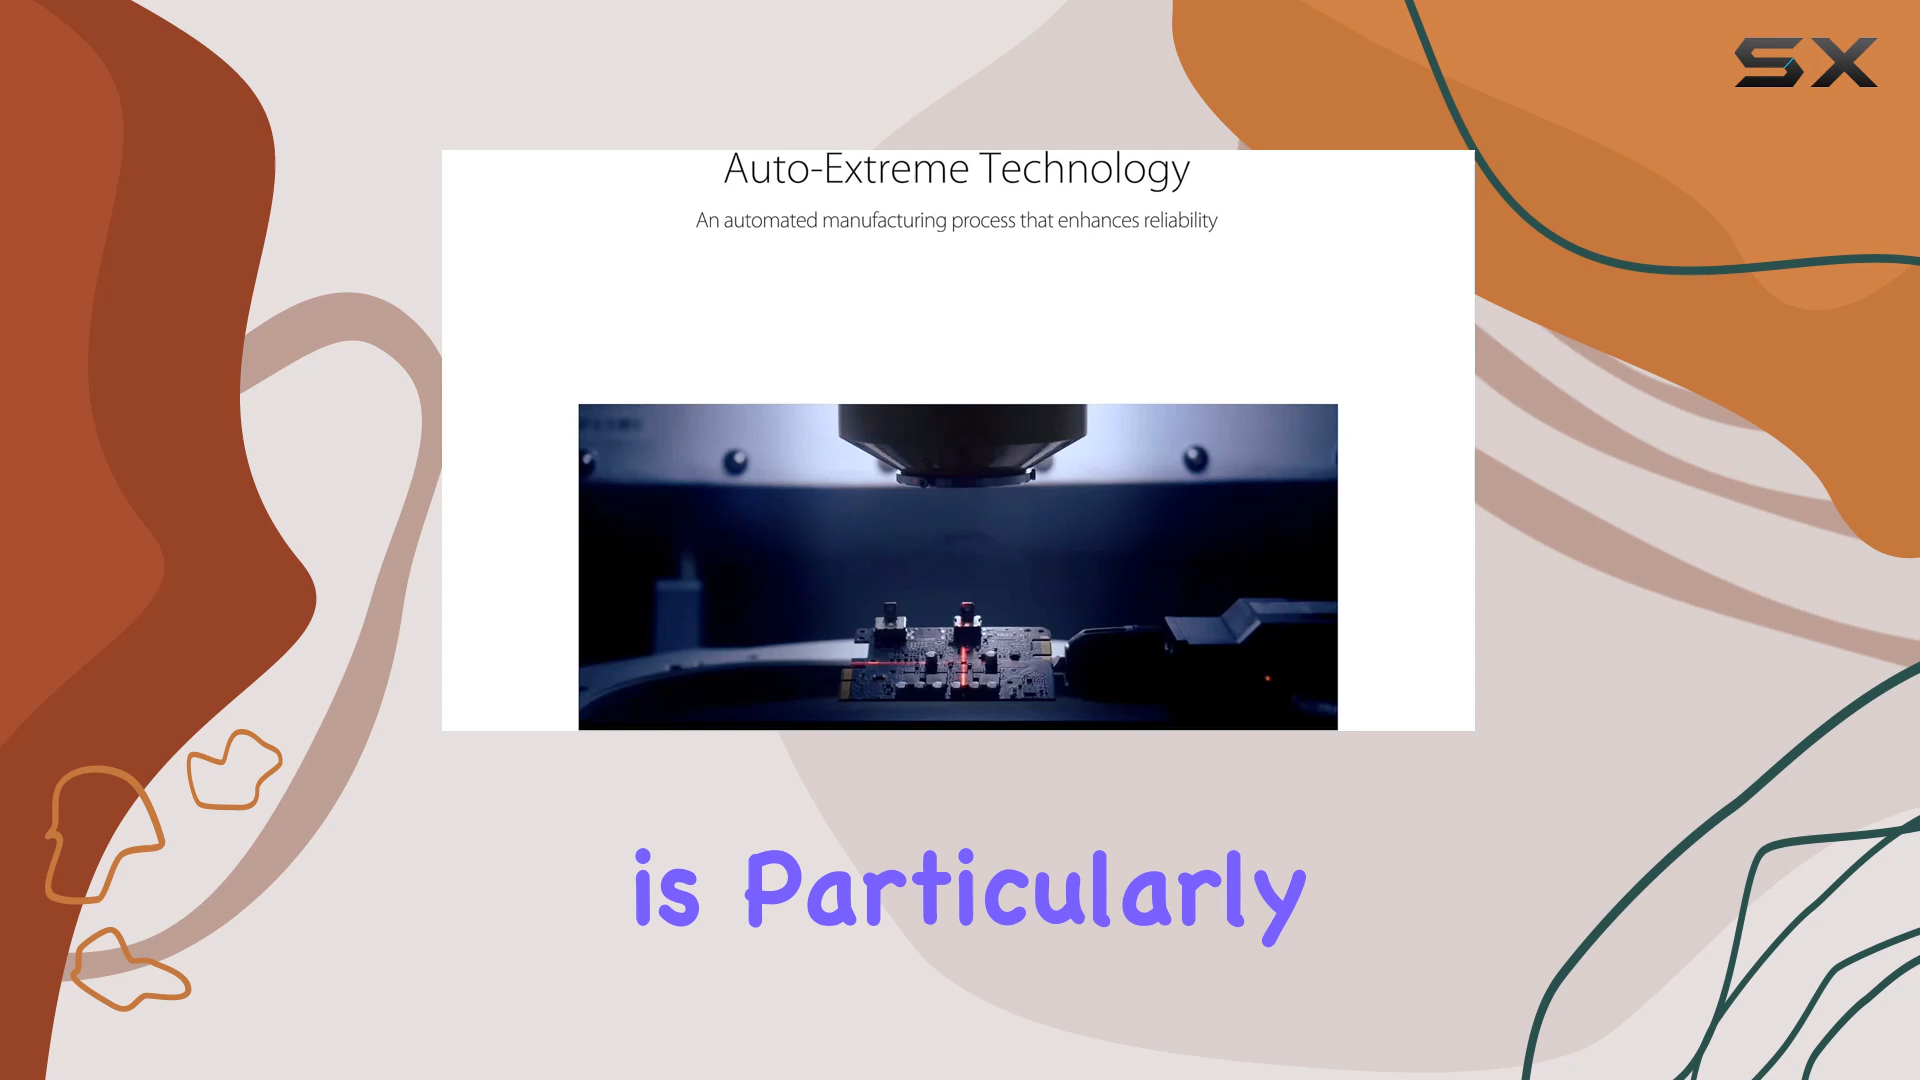 SX
Auto-Extreme Technology
An automated manufacturing process that enhances reliability
is Particularly